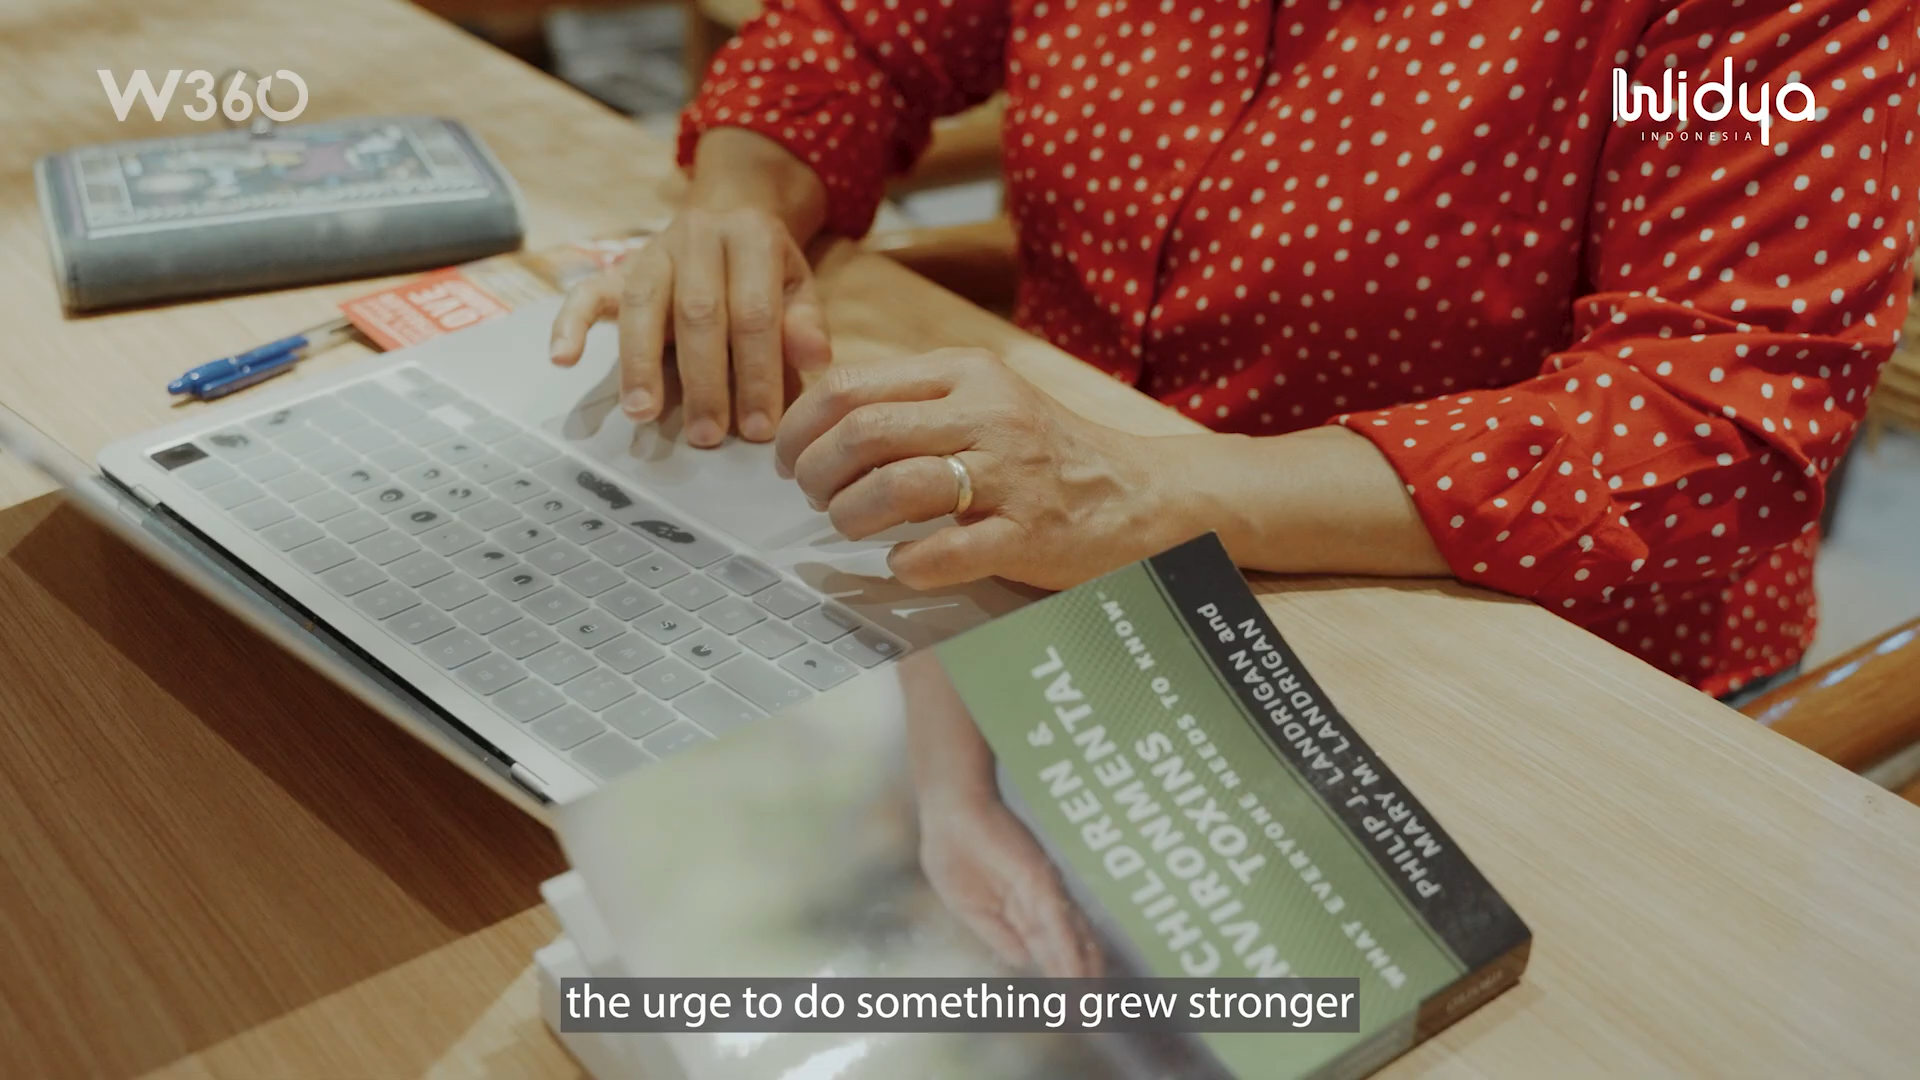 W360
Widya
INDONESIA
PHILIP J. LANDRIGAN and
MARY M. LANDRIGAN
WHAT EVERYONE NEEDS TO KNOW
CHILDREN &
ENVIRONMENTAL
TOXINS
the urge to do something grew stronger